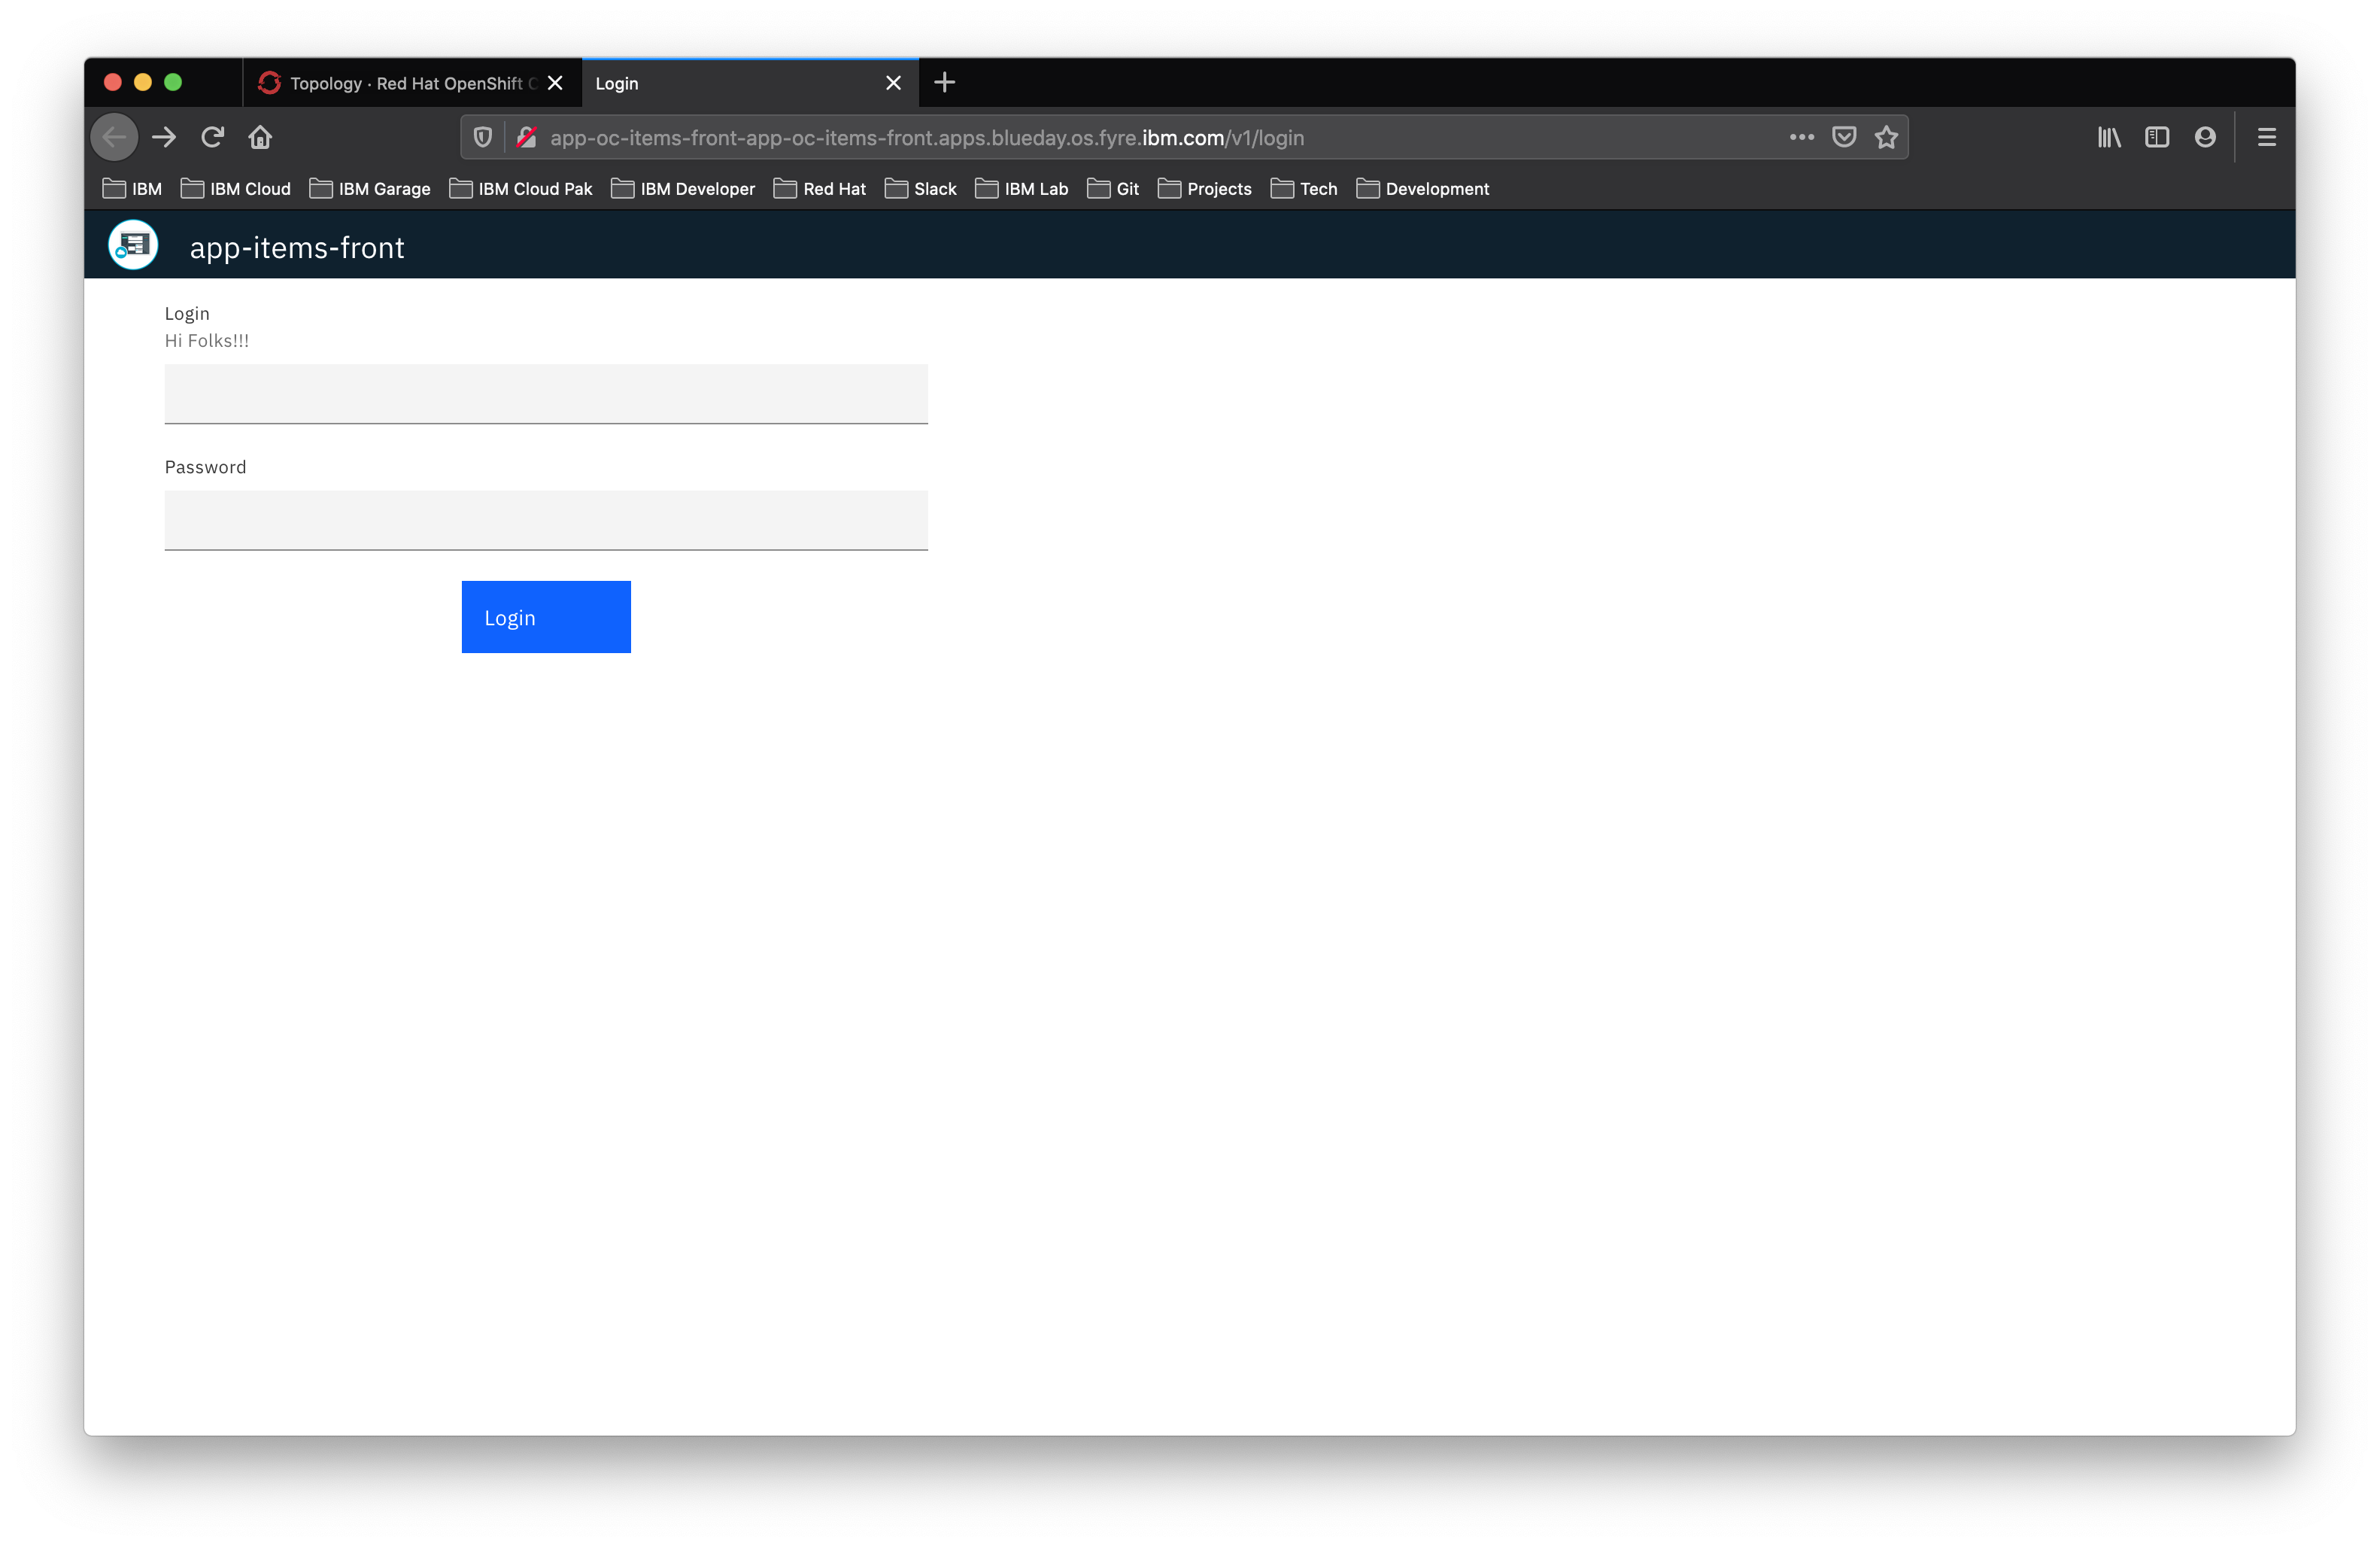 Topology · Red Hat OpenShift C
Login
app-oc-items-front-app-oc-items-front.apps.blueday.os.fyre.ibm.com/v1/login
IBM IBM Cloud IBM Garage IBM Cloud Pak IBM Developer Red Hat Slack IBM Lab Git Projects Tech Development
app-items-front
Login
Hi Folks!!!
Password
Login